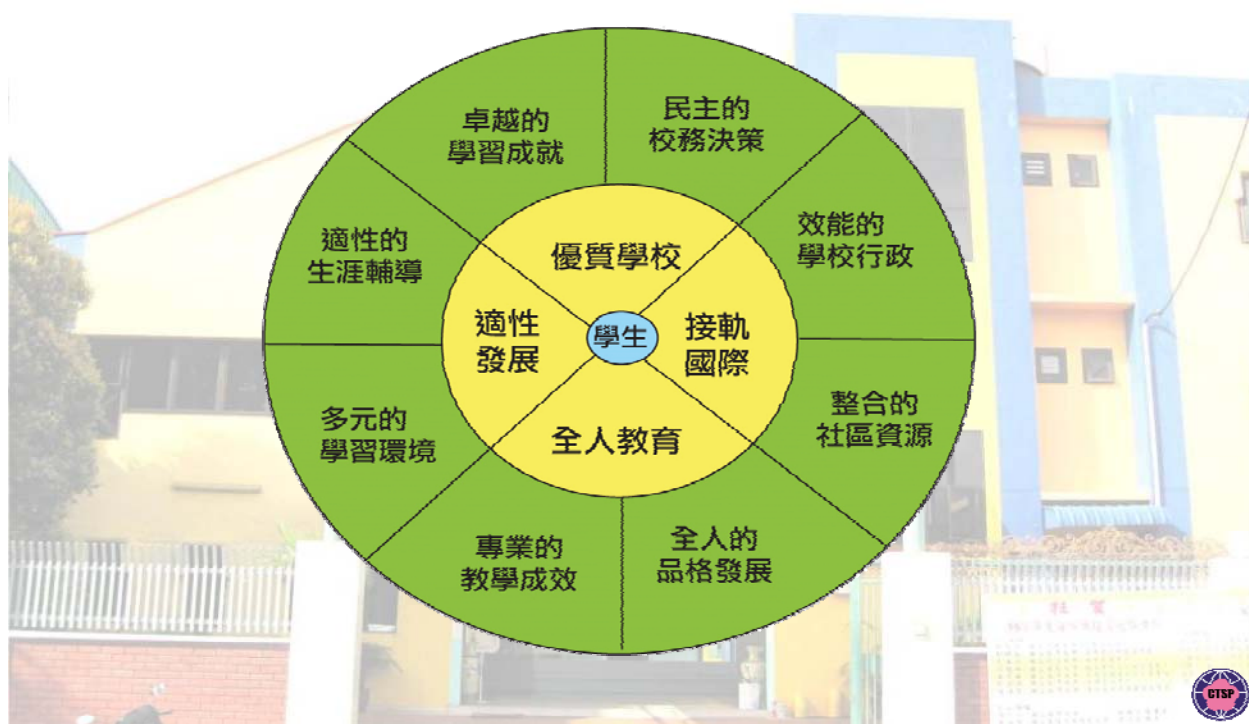 卓越的
學習成就
民主的
校務決策
適性的
生涯輔導
效能的
學校行政
優質學校
適性
發展
學生
接軌
國際
全人教育
多元的
學習環境
整合的
社區資源
專業的
教學成效
全人的
品格發展
CTSP